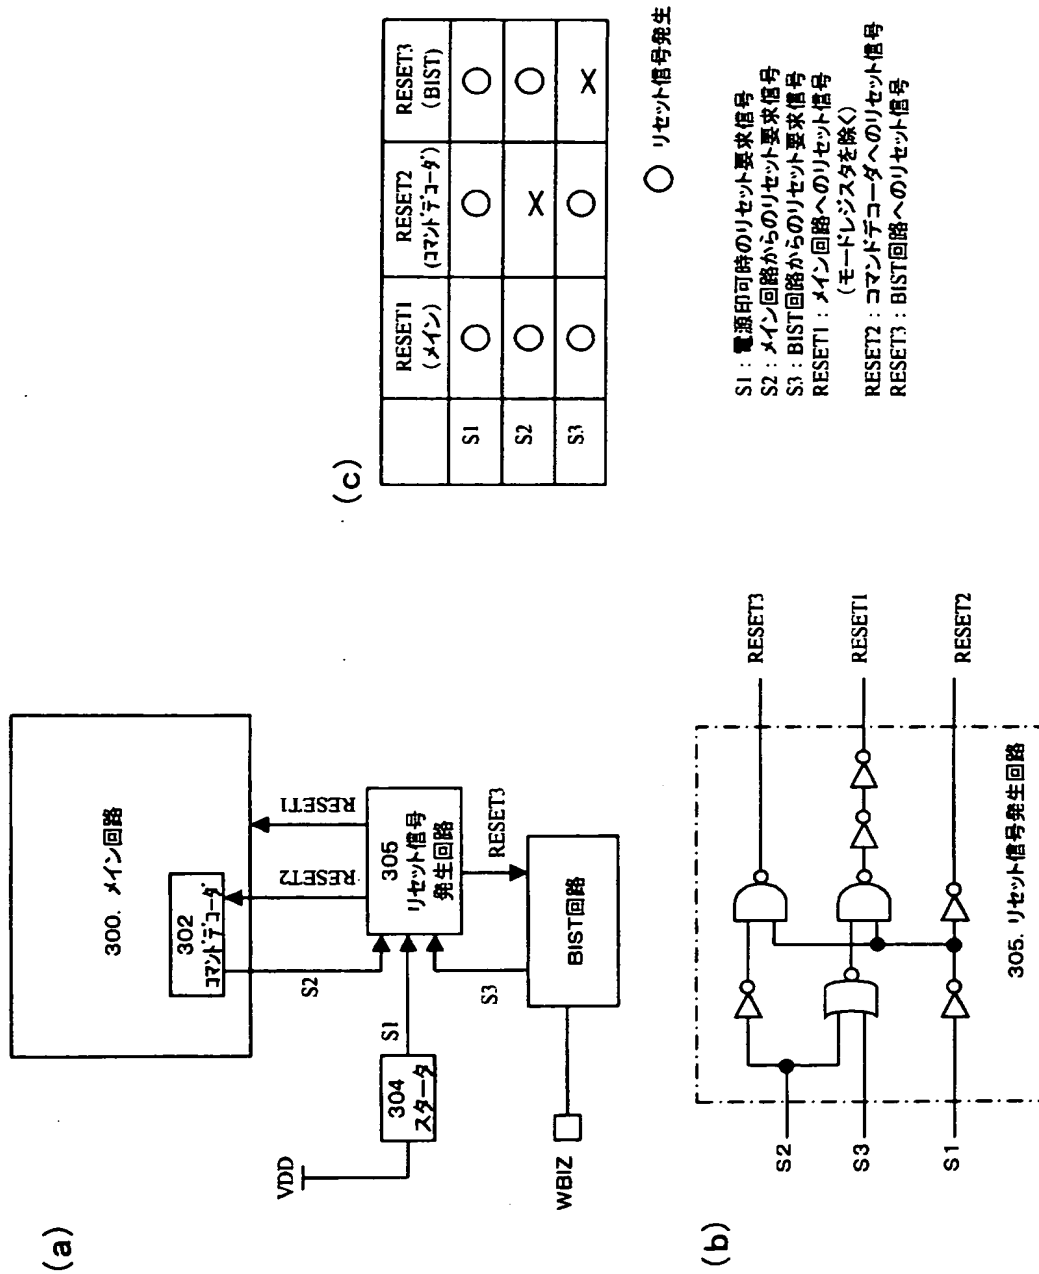 (a)
300. メイン回路
302
コマンドデコーダ
S2
RESET2
RESET1
VDD
304
スタータ
S1
305
リセット信号
発生回路
S3
RESET3
WBIZ
BIST回路
(b)
S2
S3
S1
RESET3
RESET1
RESET2
305. リセット信号発生回路
(c)
RESET1
(メイン)
RESET2
(コマンドデコーダ)
RESET3
(BIST)
S1 ○ ○ ○
S2 ○ X ○
S3 ○ ○ X
○ リセット信号発生
S1 : 電源印可時のリセット要求信号
S2 : メイン回路からのリセット要求信号
S3 : BIST回路からのリセット要求信号
RESET1 : メイン回路へのリセット信号
(モードレジスタを除く)
RESET2 : コマンドデコーダへのリセット信号
RESET3 : BIST回路へのリセット信号